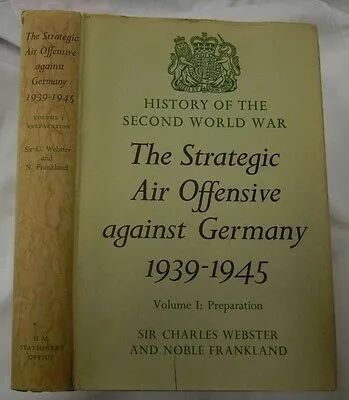 The Strategic
Air Offensive
against
Germany
1939-1945
VOLUME I
PREPARATION
Sir C. Webster
and
N. Frankland
H.M.
STATIONERY
OFFICE
HISTORY OF THE
SECOND WORLD WAR
The Strategic
Air Offensive
against Germany
1939-1945
Volume I: Preparation
SIR CHARLES WEBSTER
AND NOBLE FRANKLAND